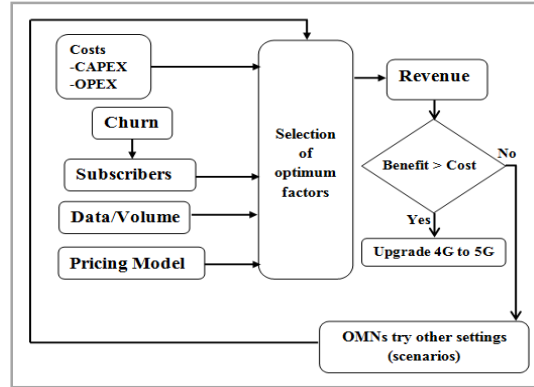 Costs
-CAPEX
-OPEX
Churn
Subscribers
Data/Volume
Pricing Model
Selection
of
optimum
factors
Revenue
Benefit > Cost
No
Yes
Upgrade 4G to 5G
OMNs try other settings
(scenarios)